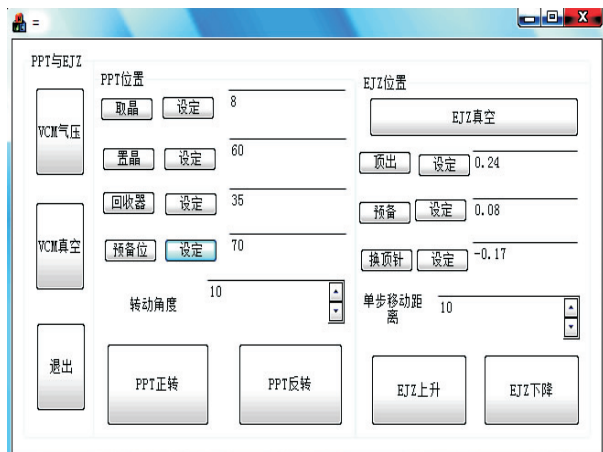 =
PPT与EJZ
VCM气压
VCM真空
退出
PPT位置
取晶 设定 8
置晶 设定 60
回收器 设定 35
预备位 设定 70
转动角度 10
PPT正转 PPT反转
EJZ位置
EJZ真空
顶出 设定 0.24
预备 设定 0.08
换顶针 设定 -0.17
单步移动距
离 10
EJZ上升 EJZ下降